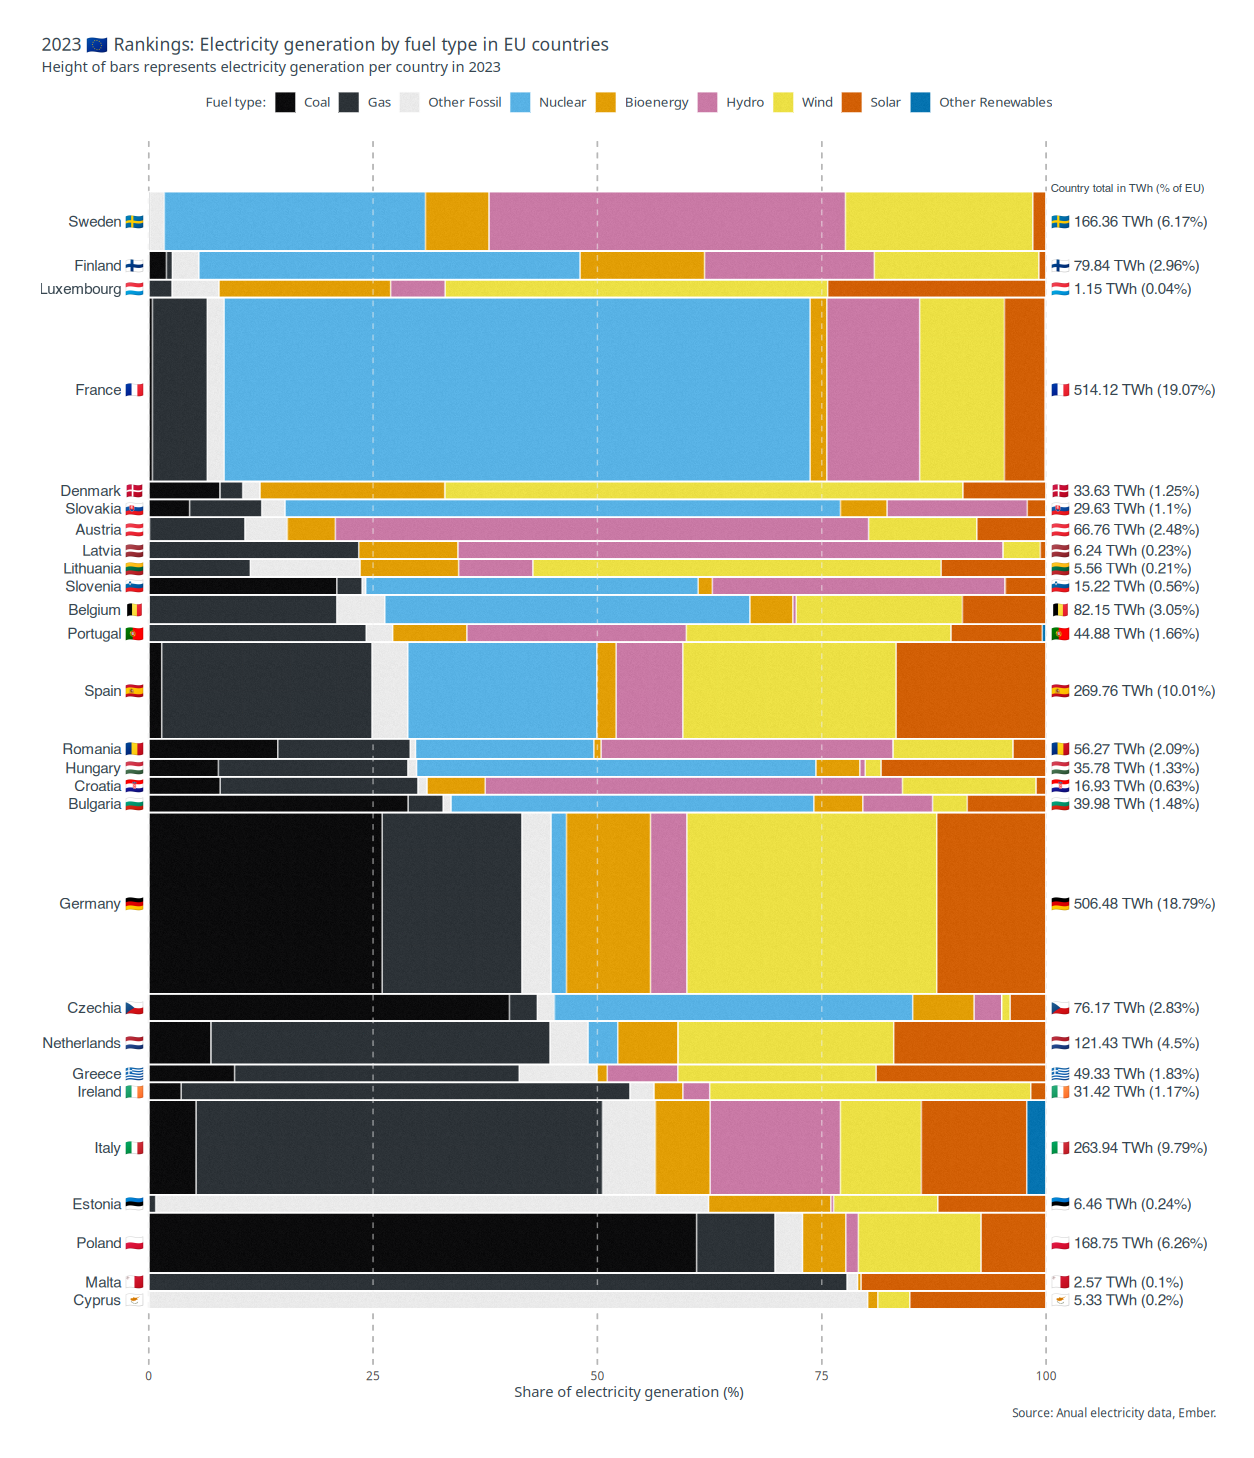 2023 🇪🇺 Rankings: Electricity generation by fuel type in EU countries
Height of bars represents electricity generation per country in 2023
Fuel type: Coal Gas Other Fossil Nuclear Bioenergy Hydro Wind Solar Other Renewables
Country total in TWh (% of EU)
Sweden 🇸🇪 🇸🇪 166.36 TWh (6.17%)
Finland 🇫🇮 🇫🇮 79.84 TWh (2.96%)
Luxembourg 🇱🇺 🇱🇺 1.15 TWh (0.04%)
France 🇫🇷 🇫🇷 514.12 TWh (19.07%)
Denmark 🇩🇰 🇩🇰 33.63 TWh (1.25%)
Slovakia 🇸🇰 🇸🇰 29.63 TWh (1.1%)
Austria 🇦🇹 🇦🇹 66.76 TWh (2.48%)
Latvia 🇱🇻 🇱🇻 6.24 TWh (0.23%)
Lithuania 🇱🇹 🇱🇹 5.56 TWh (0.21%)
Slovenia 🇸🇮 🇸🇮 15.22 TWh (0.56%)
Belgium 🇧🇪 🇧🇪 82.15 TWh (3.05%)
Portugal 🇵🇹 🇵🇹 44.88 TWh (1.66%)
Spain 🇪🇸 🇪🇸 269.76 TWh (10.01%)
Romania 🇷🇴 🇷🇴 56.27 TWh (2.09%)
Hungary 🇭🇺 🇭🇺 35.78 TWh (1.33%)
Croatia 🇭🇷 🇭🇷 16.93 TWh (0.63%)
Bulgaria 🇧🇬 🇧🇬 39.98 TWh (1.48%)
Germany 🇩🇪 🇩🇪 506.48 TWh (18.79%)
Czechia 🇨🇿 🇨🇿 76.17 TWh (2.83%)
Netherlands 🇳🇱 🇳🇱 121.43 TWh (4.5%)
Greece 🇬🇷 🇬🇷 49.33 TWh (1.83%)
Ireland 🇮🇪 🇮🇪 31.42 TWh (1.17%)
Italy 🇮🇹 🇮🇹 263.94 TWh (9.79%)
Estonia 🇪🇪 🇪🇪 6.46 TWh (0.24%)
Poland 🇵🇱 🇵🇱 168.75 TWh (6.26%)
Malta 🇲🇹 🇲🇹 2.57 TWh (0.1%)
Cyprus 🇨🇾 🇨🇾 5.33 TWh (0.2%)
0 25 50 75 100
Share of electricity generation (%)
Source: Anual electricity data, Ember.